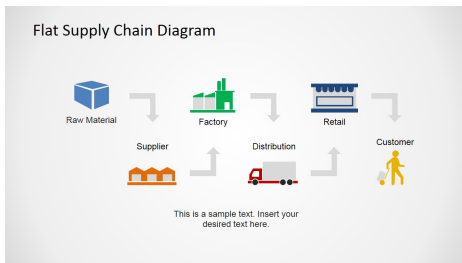 Flat Supply Chain Diagram
Raw Material
Supplier
Factory
Distribution
Retail
Customer
This is a sample text. Insert your
desired text here.